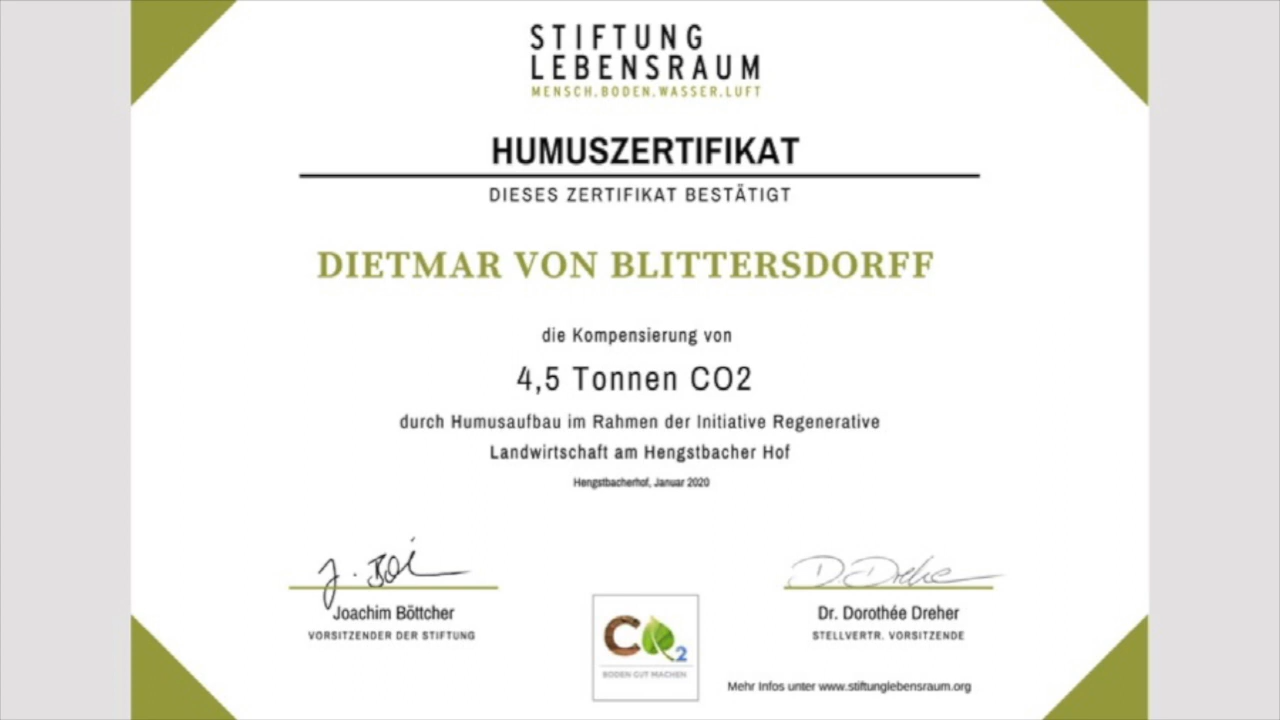 STIFTUNG
LEBENSRAUM
MENSCH.BODEN.WASSER.LUFT
HUMUSZERTIFIKAT
DIESES ZERTIFIKAT BESTÄTIGT
DIETMAR VON BLITTERSDORFF
die Kompensierung von
4,5 Tonnen CO2
durch Humusaufbau im Rahmen der Initiative Regenerative
Landwirtschaft am Hengstbacher Hof
Hengstbacherhof, Januar 2020
D. Dreher
Joachim Böttcher
VORSITZENDER DER STIFTUNG
Dr. Dorothée Dreher
STELLVERTR. VORSITZENDE
CO2
BODEN GUT MACHEN
Mehr Infos unter www.stiftunglebensraum.org